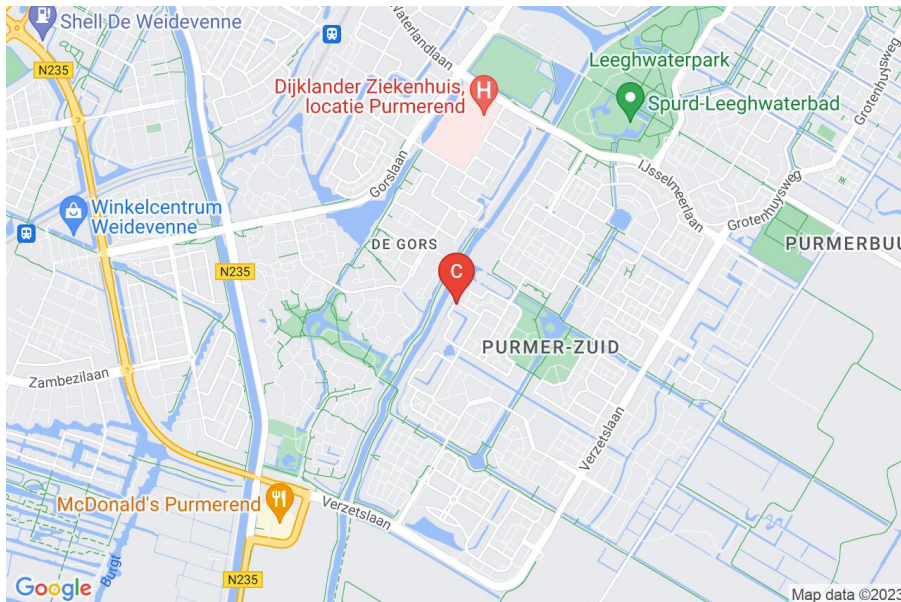 Shell De Weidevenne
N235
Waterlandlaan
Dijklander Ziekenhuis,
locatie Purmerend
H
Leeghwaterpark
Spurd-Leeghwaterbad
Grotenhuysweg
IJsselmeerlaan
Gorslaan
Winkelcentrum
Weidevenne
DE GORS
Grotenhuysweg
PURMERBUU
N235
C
PURMER-ZUID
Zambezilaan
Verzetslaan
McDonald's Purmerend
Verzetslaan
Burgt
N235
Google
Map data ©2023